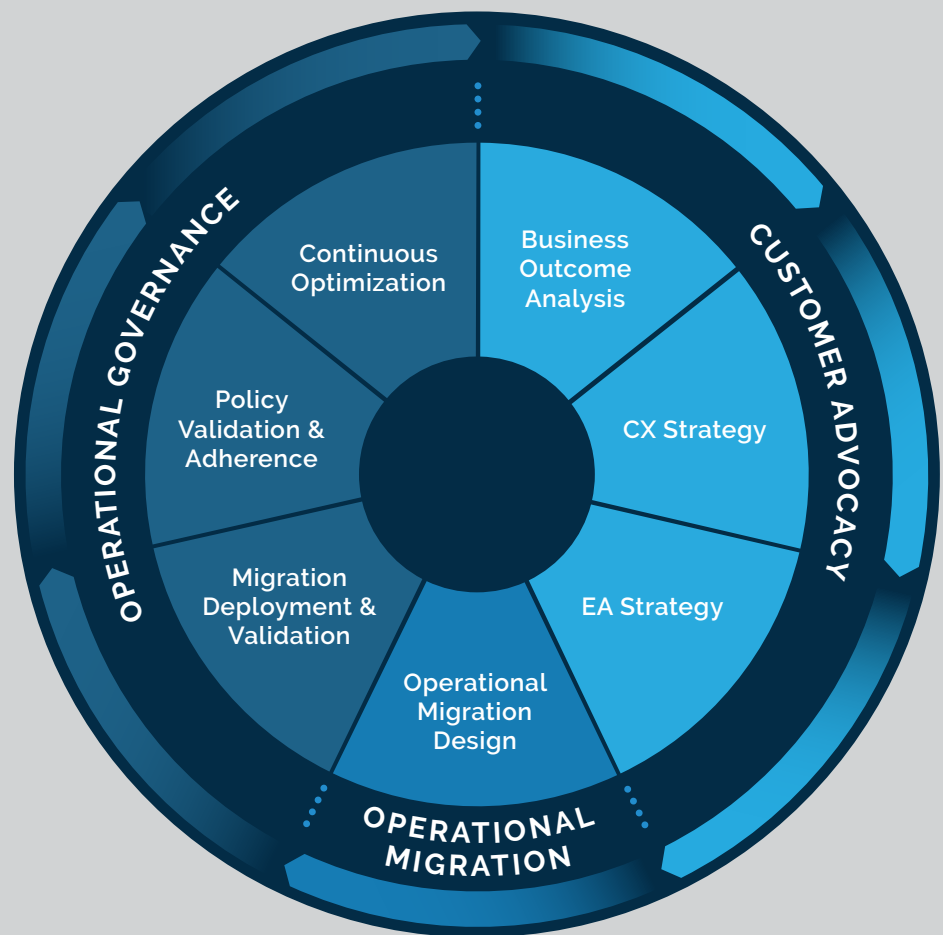 OPERATIONAL GOVERNANCE
CUSTOMER ADVOCACY
Continuous
Optimization
Business
Outcome
Analysis
Policy
Validation &
Adherence
CX Strategy
Migration
Deployment &
Validation
EA Strategy
Operational
Migration
Design
OPERATIONAL
MIGRATION